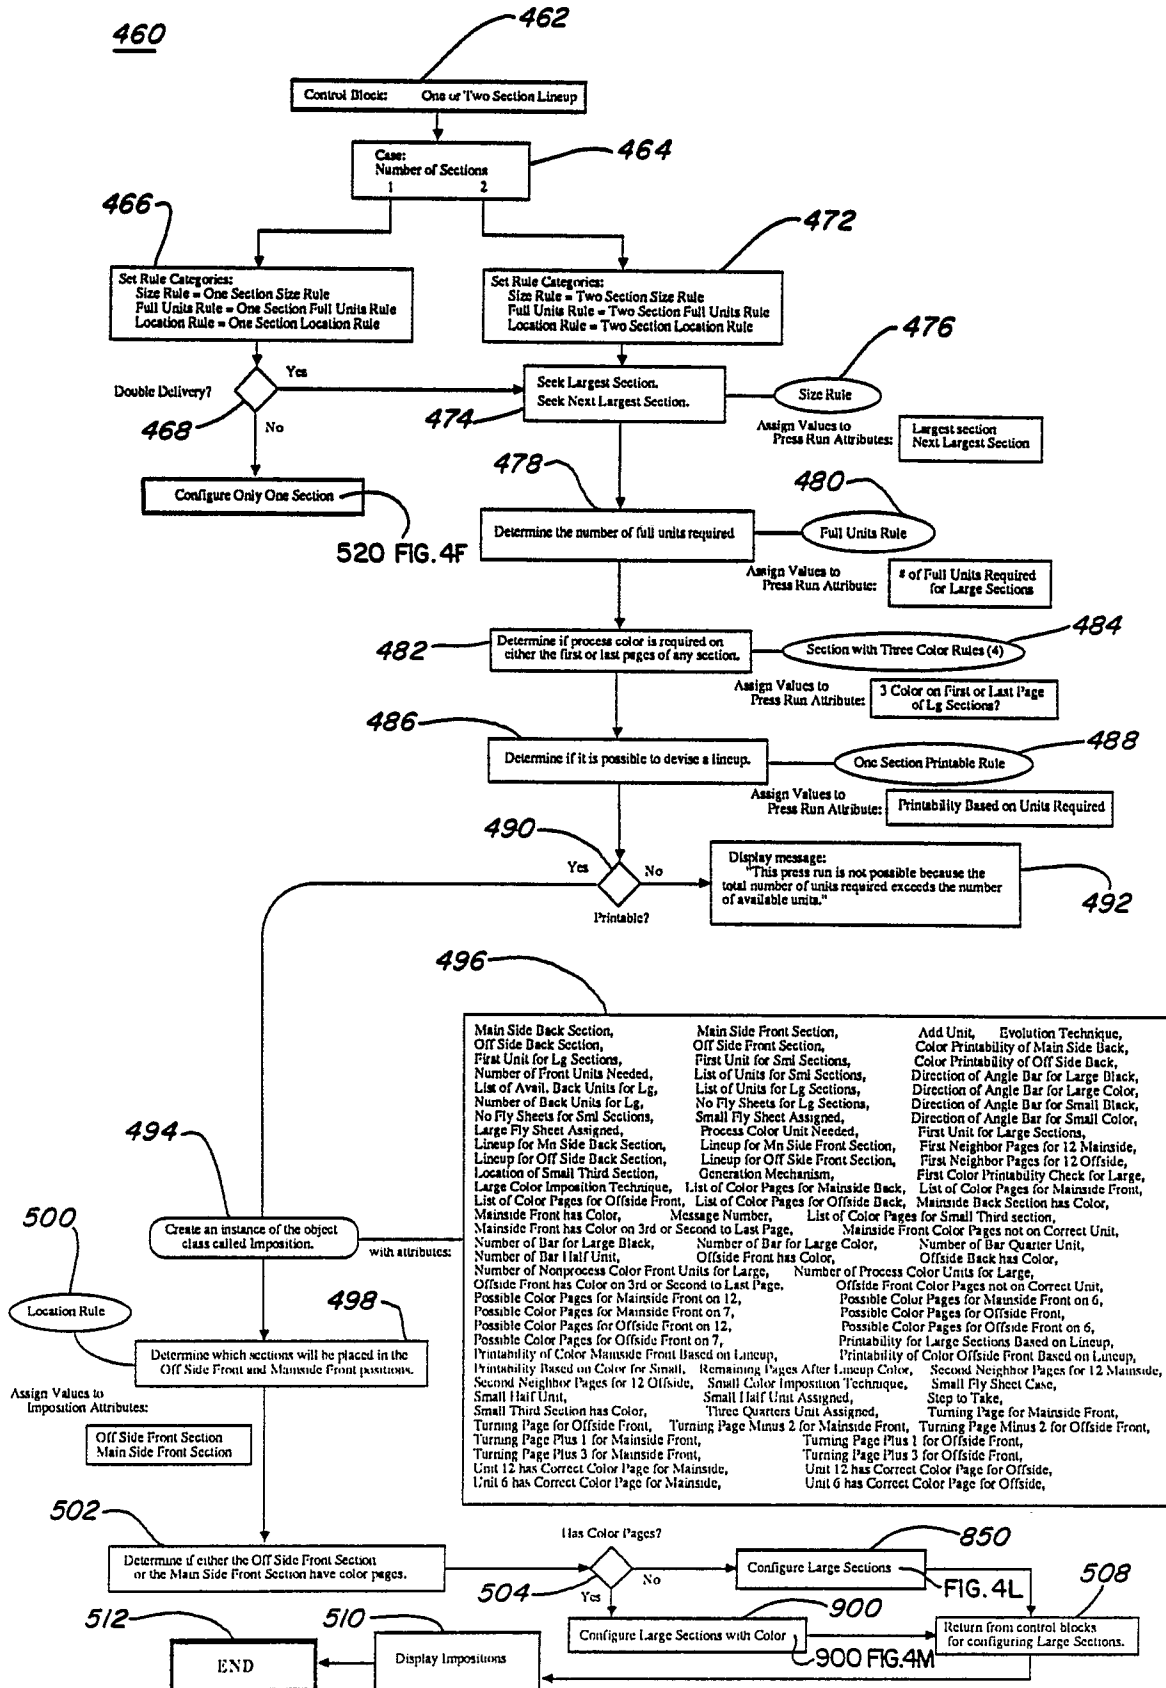 460
462
Control Block: One or Two Section Lineup
Case:
Number of Sections
1 2
464
466
472
Set Rule Categories:
Size Rule = One Section Size Rule
Full Units Rule = One Section Full Units Rule
Location Rule = One Section Location Rule
Set Rule Categories:
Size Rule = Two Section Size Rule
Full Units Rule = Two Section Full Units Rule
Location Rule = Two Section Location Rule
476
Double Delivery?
Yes
468
No
Seek Largest Section.
Seek Next Largest Section.
474
Size Rule
Assign Values to
Press Run Attributes:
Largest section
Next Largest Section
Configure Only One Section
520 FIG. 4F
478
480
Determine the number of full units required
Full Units Rule
Assign Values to
Press Run Attribute:
# of Full Units Required
for Large Sections
482
Determine if process color is required on
either the first or last pages of any section.
484
Section with Three Color Rules (4)
Assign Values to
Press Run Attribute:
3 Color on First or Last Page
of Lg Sections?
486
488
Determine if it is possible to devise a lineup.
One Section Printable Rule
Assign Values to
Press Run Attribute:
Printability Based on Units Required
490
Yes
No
Printable?
Display message:
"This press run is not possible because the
total number of units required exceeds the number
of available units."
492
496
Main Side Back Section, Main Side Front Section, Add Unit, Evolution Technique,
Off Side Back Section, Off Side Front Section, Color Printability of Main Side Back,
First Unit for Lg Sections, First Unit for Sml Sections, Color Printability of Off Side Back,
Number of Front Units Needed, List of Units for Sml Sections, Direction of Angle Bar for Large Black,
List of Avail. Back Units for Lg, List of Units for Lg Sections, Direction of Angle Bar for Large Color,
Number of Back Units for Lg, No Fly Sheets for Lg Sections, Direction of Angle Bar for Small Black,
No Fly Sheets for Sml Sections, Small Fly Sheet Assigned, Direction of Angle Bar for Small Color,
Large Fly Sheet Assigned, Process Color Unit Needed, First Unit for Large Sections,
Lineup for Mn Side Back Section, Lineup for Mn Side Front Section, First Neighbor Pages for 12 Mainside,
Lineup for Off Side Back Section, Lineup for Off Side Front Section, First Neighbor Pages for 12 Offside,
Location of Small Third Section, Generation Mechanism, First Color Printability Check for Large,
Large Color Imposition Technique, List of Color Pages for Mainside Back, List of Color Pages for Mainside Front,
List of Color Pages for Offside Front, List of Color Pages for Offside Back, Mainside Back Section has Color,
Mainside Front has Color, Message Number, List of Color Pages for Small Third section,
Mainside Front has Color on 3rd or Second to Last Page, Mainside Front Color Pages not on Correct Unit,
Number of Bar for Large Black, Number of Bar for Large Color, Number of Bar Quarter Unit,
Number of Bar Half Unit, Offside Front has Color, Offside Back has Color,
Number of Nonprocess Color Front Units for Large, Number of Process Color Units for Large,
Offside Front has Color on 3rd or Second to Last Page, Offside Front Color Pages not on Correct Unit,
Possible Color Pages for Mainside Front on 12, Possible Color Pages for Mainside Front on 6,
Possible Color Pages for Mainside Front on 7, Possible Color Pages for Offside Front,
Possible Color Pages for Offside Front on 12, Possible Color Pages for Offside Front on 6,
Possible Color Pages for Offside Front on 7, Printability for Large Sections Based on Lineup,
Printability of Color Mainside Front Based on Lineup, Printability of Color Offside Front Based on Lineup,
Printability Based on Color for Small, Remaining Pages After Lineup Color, Second Neighbor Pages for 12 Mainside,
Second Neighbor Pages for 12 Offside, Small Color Imposition Technique, Small Fly Sheet Case,
Small Half Unit, Small Half Unit Assigned, Step to Take,
Small Third Section has Color, Three Quarters Unit Assigned, Turning Page for Mainside Front,
Turning Page for Offside Front, Turning Page Minus 2 for Mainside Front, Turning Page Minus 2 for Offside Front,
Turning Page Plus 1 for Mainside Front, Turning Page Plus 1 for Offside Front,
Turning Page Plus 3 for Mainside Front, Turning Page Plus 3 for Offside Front,
Unit 12 has Correct Color Page for Mainside, Unit 12 has Correct Color Page for Offside,
Unit 6 has Correct Color Page for Mainside, Unit 6 has Correct Color Page for Offside,
494
Create an instance of the object
class called Imposition.
with attributes:
500
Location Rule
498
Determine which sections will be placed in the
Off Side Front and Mainside Front positions.
Assign Values to
Imposition Attributes:
Off Side Front Section
Main Side Front Section
502
Determine if either the Off Side Front Section
or the Main Side Front Section have color pages.
Has Color Pages?
504
No
Yes
850
Configure Large Sections
FIG. 4L
508
900
Configure Large Sections with Color
900 FIG. 4M
Return from control blocks
for configuring Large Sections.
512
END
510
Display Impositions